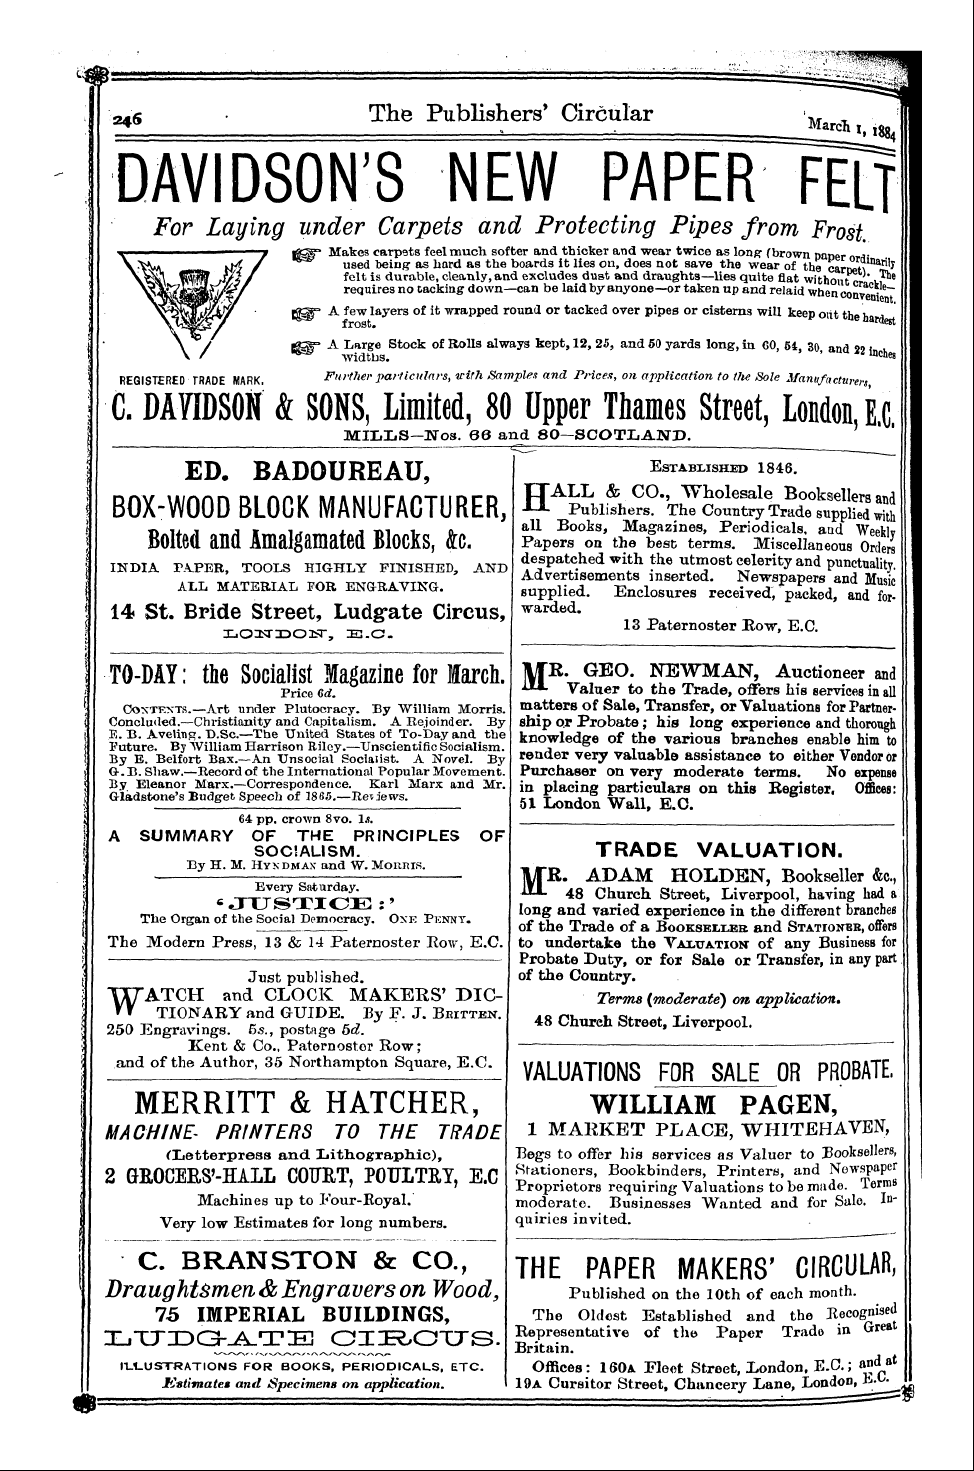 246
The Publishers' Circular
March 1, 1884
DAVIDSON'S NEW PAPER FELT
For Laying under Carpets and Protecting Pipes from Frost.
Makes carpets feel much softer and thicker and wear twice as long (brown paper ordinarily
used being as hard as the boards it lies on, does not save the wear of the carpet). The
felt is durable, cleanly, and excludes dust and draughts—lies quite flat without crackle—
requires no tacking down—can be laid by anyone—or taken up and relaid when convenient.
A few layers of it wrapped round or tacked over pipes or cisterns will keep out the hardest
frost.
A Large Stock of Rolls always kept, 12, 25, and 50 yards long, in 60, 54, 30, and 22 inches
widths.
REGISTERED TRADE MARK.
Further particulars, with Samples and Prices, on application to the Sole Manufacturers,
C. DAVIDSON & SONS, Limited, 80 Upper Thames Street, London, E.C.
MILLS—Nos. 66 and 80—SCOTLAND.
ED. BADOUREAU,
BOX-WOOD BLOCK MANUFACTURER,
Bolted and Amalgamated Blocks, &c.
INDIA PAPER, TOOLS HIGHLY FINISHED, AND
ALL MATERIAL FOR ENGRAVING.
14 St. Bride Street, Ludgate Circus,
LONDON, E.C.
TO-DAY: the Socialist Magazine for March.
Price 6d.
CONTENTS.—Art under Plutocracy. By William Morris.
Concluded.—Christianity and Capitalism. A Rejoinder. By
E. B. Aveling. D.Sc.—The United States of To-Day and the
Future. By William Harrison Riley.—Unscientific Socialism.
By E. Belfort Bax.—An Unsocial Socialist. A Novel. By
G. B. Shaw.—Record of the International Popular Movement.
By Eleanor Marx.—Correspondence. Karl Marx and Mr.
Gladstone's Budget Speech of 1865.—Reviews.
64 pp. crown 8vo. 1s.
A SUMMARY OF THE PRINCIPLES OF
SOCIALISM.
By H. M. HYNDMAN and W. MORRIS.
Every Saturday.
'JUSTICE:'
The Organ of the Social Democracy. ONE PENNY.
The Modern Press, 13 & 14 Paternoster Row, E.C.
Just published.
WATCH and CLOCK MAKERS' DIC-
TIONARY and GUIDE. By F. J. BRITTEN.
250 Engravings. 5s., postage 5d.
Kent & Co., Paternoster Row;
and of the Author, 35 Northampton Square, E.C.
MERRITT & HATCHER,
MACHINE- PRINTERS TO THE TRADE
(Letterpress and Lithographic),
2 GROCERS'-HALL COURT, POULTRY, E.C
Machines up to Four-Royal.
Very low Estimates for long numbers.
C. BRANSTON & CO.,
Draughtsmen & Engravers on Wood,
75 IMPERIAL BUILDINGS,
LUDGATE CIRCUS.
ILLUSTRATIONS FOR BOOKS, PERIODICALS, ETC.
Estimates and Specimens on application.
ESTABLISHED 1846.
HALL & CO., Wholesale Booksellers and
Publishers. The Country Trade supplied with
all Books, Magazines, Periodicals, and Weekly
Papers on the best terms. Miscellaneous Orders
despatched with the utmost celerity and punctuality.
Advertisements inserted. Newspapers and Music
supplied. Enclosures received, packed, and for-
warded.
13 Paternoster Row, E.C.
MR. GEO. NEWMAN, Auctioneer and
Valuer to the Trade, offers his services in all
matters of Sale, Transfer, or Valuations for Partner-
ship or Probate; his long experience and thorough
knowledge of the various branches enable him to
render very valuable assistance to either Vendor or
Purchaser on very moderate terms. No expense
in placing particulars on this Register. Offices:
51 London Wall, E.C.
TRADE VALUATION.
MR. ADAM HOLDEN, Bookseller &c.,
48 Church Street, Liverpool, having had a
long and varied experience in the different branches
of the Trade of a BOOKSELLER and STATIONER, offers
to undertake the VALUATION of any Business for
Probate Duty, or for Sale or Transfer, in any part
of the Country.
Terms (moderate) on application.
48 Church Street, Liverpool.
VALUATIONS FOR SALE OR PROBATE.
WILLIAM PAGEN,
1 MARKET PLACE, WHITEHAVEN,
Begs to offer his services as Valuer to Booksellers,
Stationers, Bookbinders, Printers, and Newspaper
Proprietors requiring Valuations to be made. Terms
moderate. Businesses Wanted and for Sale. In-
quiries invited.
THE PAPER MAKERS' CIRCULAR,
Published on the 10th of each month.
The Oldest Established and the Recognised
Representative of the Paper Trade in Great
Britain.
Offices: 160A Fleet Street, London, E.C.; and at
19A Cursitor Street, Chancery Lane, London, E.C.